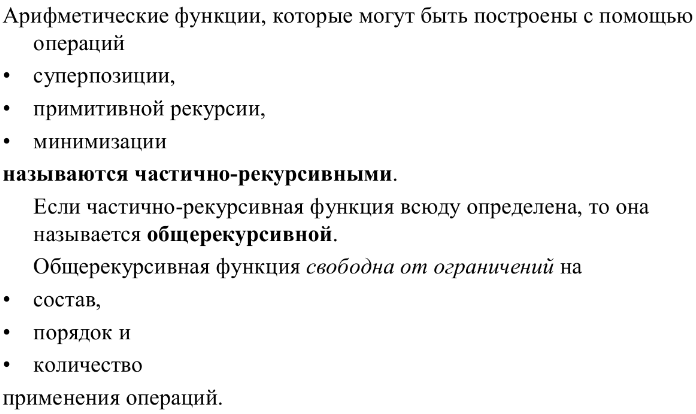 Арифметические функции, которые могут быть построены с помощью
операций
• суперпозиции,
• примитивной рекурсии,
• минимизации
называются частично-рекурсивными.
Если частично-рекурсивная функция всюду определена, то она
называется общерекурсивной.
Общерекурсивная функция свободна от ограничений на
• состав,
• порядок и
• количество
применения операций.